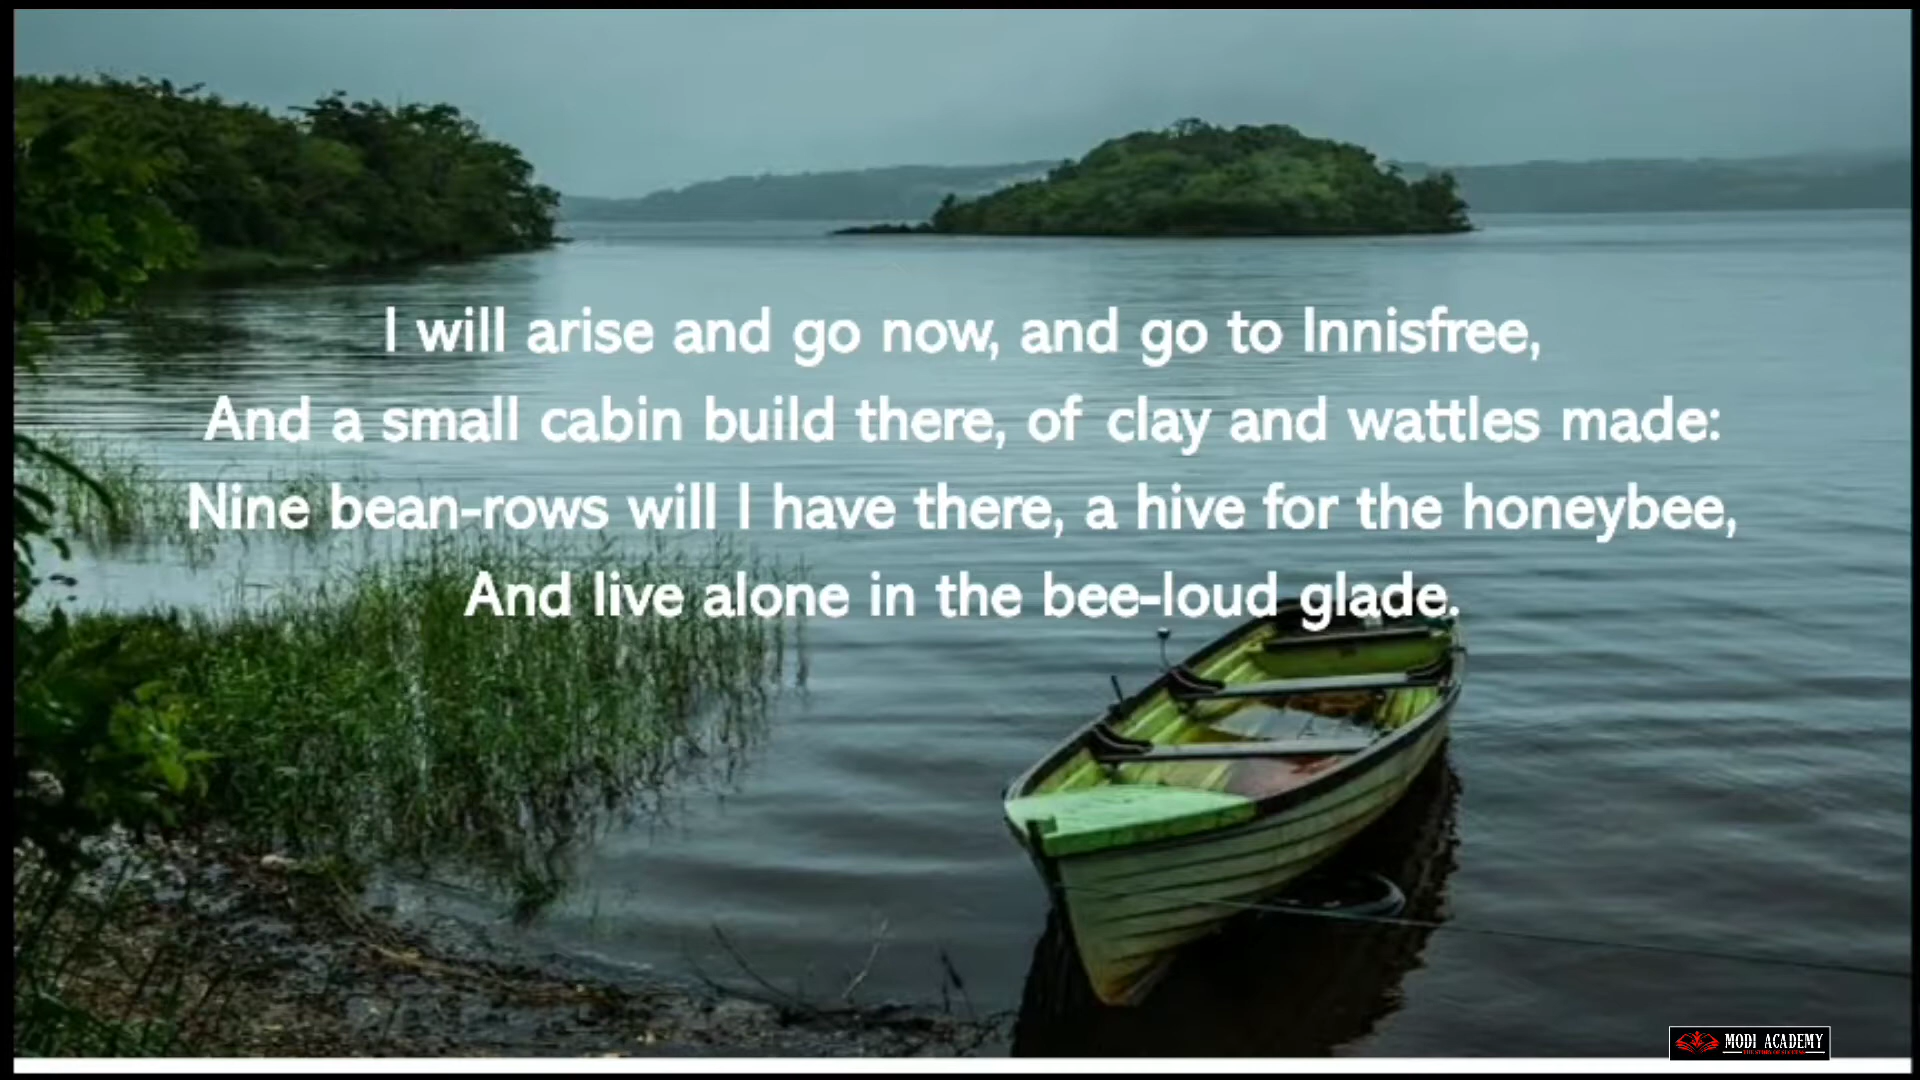 I will arise and go now, and go to Innisfree,
And a small cabin build there, of clay and wattles made:
Nine bean-rows will I have there, a hive for the honeybee,
And live alone in the bee-loud glade.
MODI ACADEMY